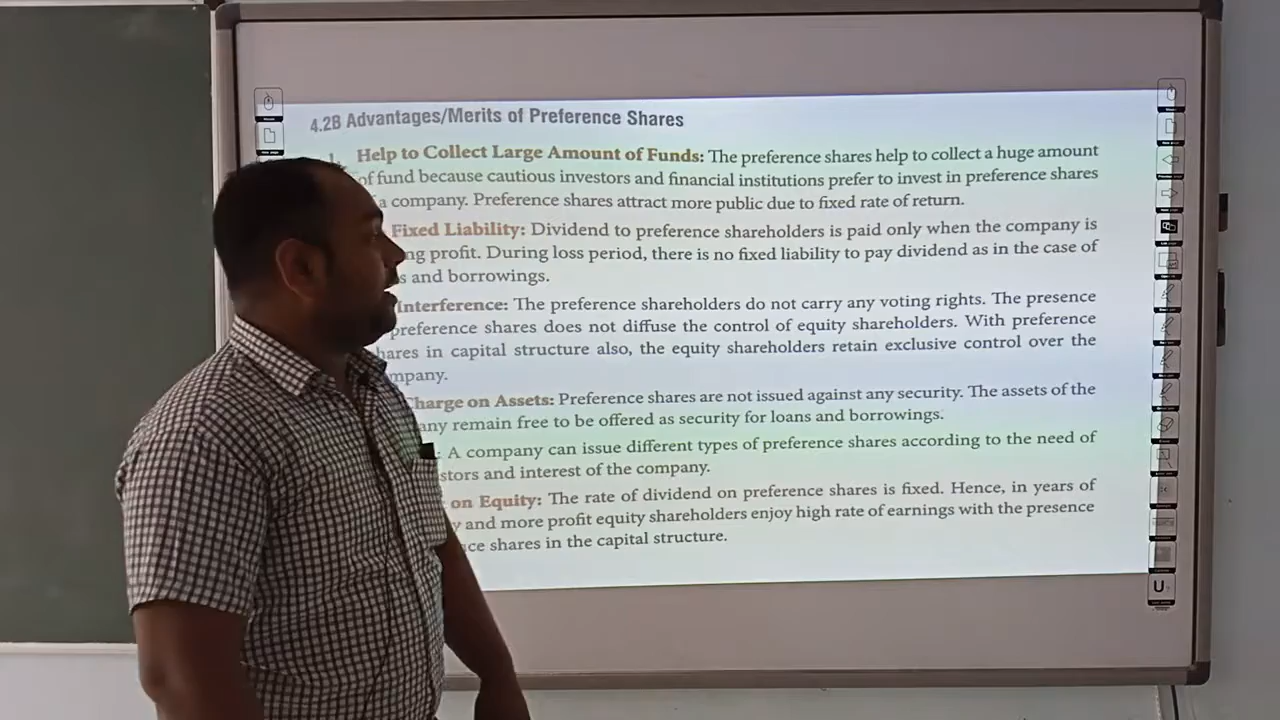 4.2B Advantages/Merits of Preference Shares
Help to Collect Large Amount of Funds: The preference shares help to collect a huge amount
of fund because cautious investors and financial institutions prefer to invest in preference shares
a company. Preference shares attract more public due to fixed rate of return.
Fixed Liability: Dividend to preference shareholders is paid only when the company is
ng profit. During loss period, there is no fixed liability to pay dividend as in the case of
s and borrowings.
Interference: The preference shareholders do not carry any voting rights. The presence
preference shares does not diffuse the control of equity shareholders. With preference
hares in capital structure also, the equity shareholders retain exclusive control over the
mpany.
Charge on Assets: Preference shares are not issued against any security. The assets of the
any remain free to be offered as security for loans and borrowings.
: A company can issue different types of preference shares according to the need of
stors and interest of the company.
on Equity: The rate of dividend on preference shares is fixed. Hence, in years of
y and more profit equity shareholders enjoy high rate of earnings with the presence
ce shares in the capital structure.